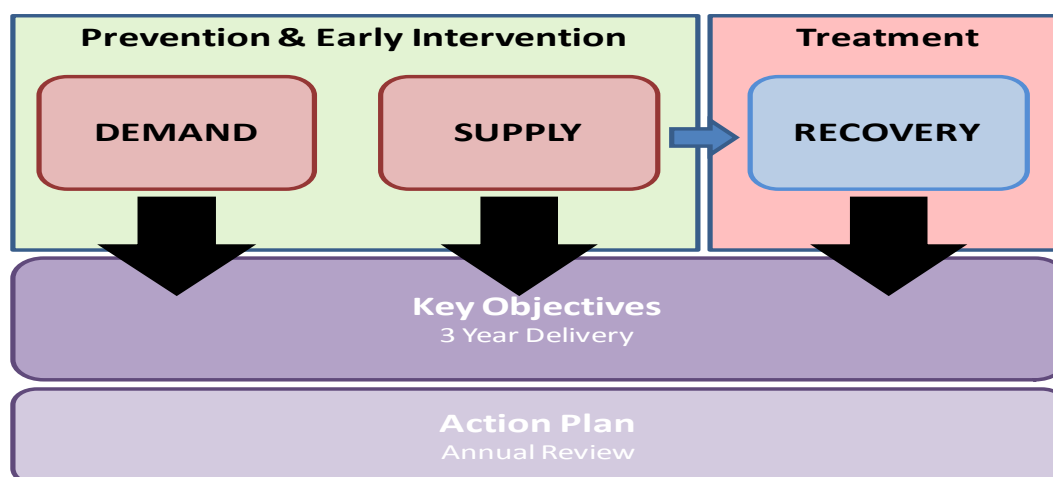 Prevention & Early Intervention
Treatment
DEMAND
SUPPLY
RECOVERY
Key Objectives
3 Year Delivery
Action Plan
Annual Review